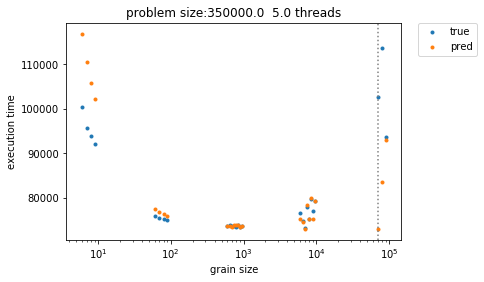 problem size:350000.0  5.0 threads
true
pred
execution time
110000
100000
90000
80000
10^1
10^2
10^3
10^4
10^5
grain size